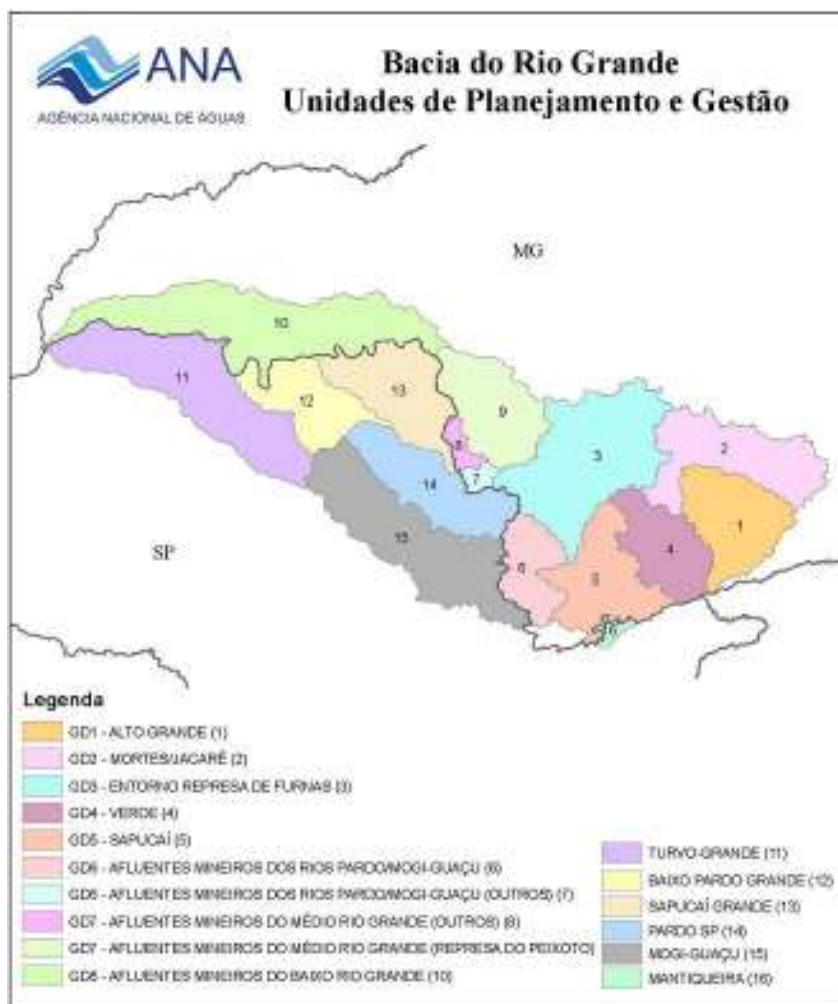 ANA
AGÊNCIA NACIONAL DE ÁGUAS
Bacia do Rio Grande
Unidades de Planejamento e Gestão
MG
10
11
12
13
9
8
7
3
2
14
1
15
4
6
5
SP
16
Legenda
GD1 - ALTO GRANDE (1)
GD2 - MORTES/JACARÉ (2)
GD3 - ENTORNO REPRESA DE FURNAS (3)
GD4 - VERDE (4)
GD5 - SAPUCAÍ (5)
GD6 - AFLUENTES MINEIROS DOS RIOS PARDO/MOGI-GUAÇU (6)
GD6 - AFLUENTES MINEIROS DOS RIOS PARDO/MOGI-GUAÇU (OUTROS) (7)
GD7 - AFLUENTES MINEIROS DO MÉDIO RIO GRANDE (OUTROS) (8)
GD7 - AFLUENTES MINEIROS DO MÉDIO RIO GRANDE (REPRESA DO PEIXOTO)
GD8 - AFLUENTES MINEIROS DO BAIXO RIO GRANDE (10)
TURVO GRANDE (11)
BAIXO PARDO GRANDE (12)
SAPUCAÍ GRANDE (13)
PARDO SP (14)
MOGI-GUAÇU (15)
MANTIQUEIRA (16)